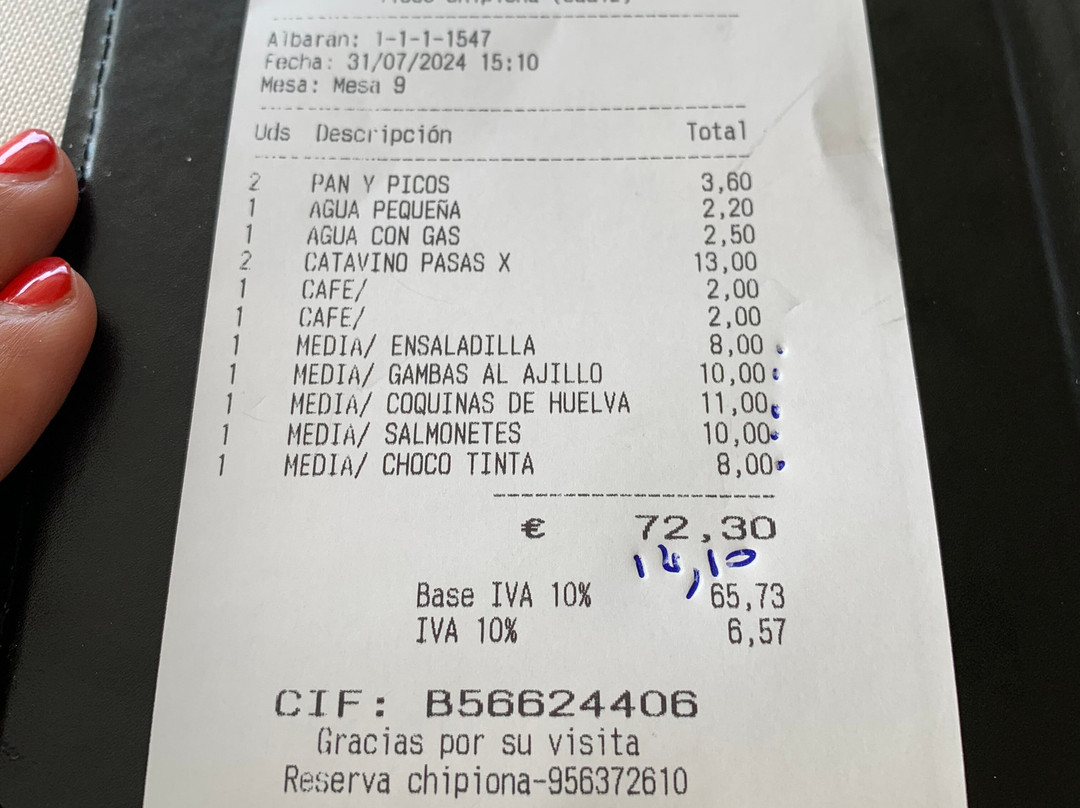 Albaran: 1-1-1-1547
Fecha: 31/07/2024 15:10
Mesa: Mesa 9
Uds Descripción Total
2 PAN Y PICOS 3,60
1 AGUA PEQUEÑA 2,20
1 AGUA CON GAS 2,50
2 CATAVINO PASAS X 13,00
1 CAFE/ 2,00
1 CAFE/ 2,00
1 MEDIA/ ENSALADILLA 8,00
1 MEDIA/ GAMBAS AL AJILLO 10,00
1 MEDIA/ COQUINAS DE HUELVA 11,00
1 MEDIA/ SALMONETES 10,00
1 MEDIA/ CHOCO TINTA 8,00
€ 72,30
Base IVA 10% 65,73
IVA 10% 6,57
CIF: B56624406
Gracias por su visita
Reserva chipiona-956372610